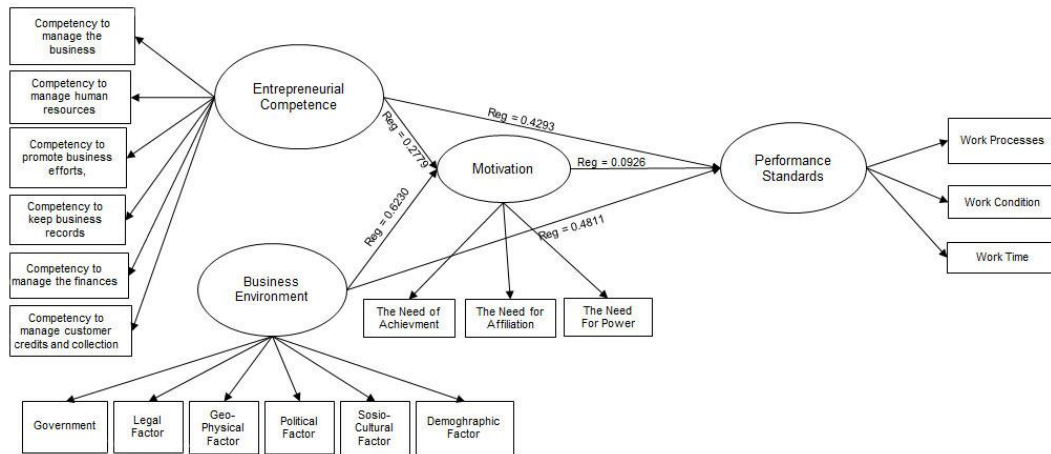 Competency to
manage the
business
Competency to
manage human
resources
Competency to
promote business
efforts,
Competency to
keep business
records
Competency to
manage the finances
Competency to
manage customer
credits and collection
Entrepreneurial
Competence
Reg = 0.4293
Reg = 0.2779
Motivation
Reg = 0.0926
Reg = 0.6230
Reg = 0.4811
Performance
Standards
Work Processes
Work Condition
Work Time
Business
Environment
The Need of
Achievment
The Need for
Affiliation
The Need
For Power
Government
Legal
Factor
Geo-
Physical
Factor
Political
Factor
Sosio-
Cultural
Factor
Demoghraphic
Factor